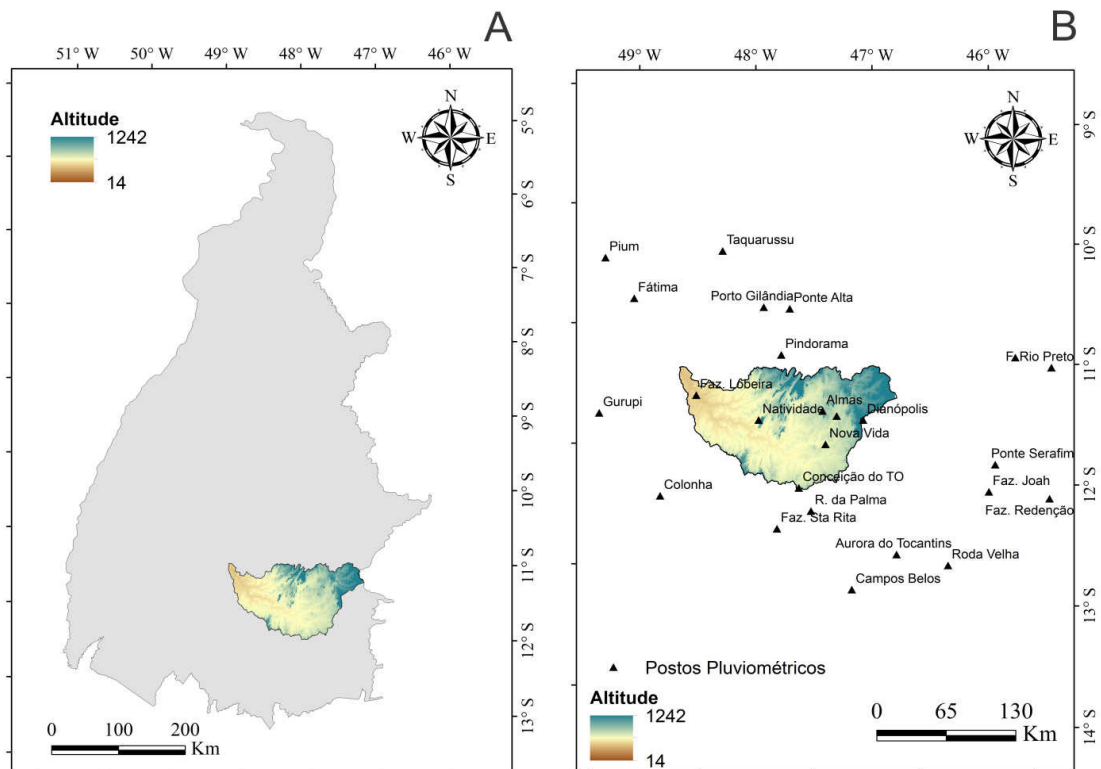 A
51° W 50° W 49° W 48° W 47° W 46° W
Altitude
1242
14
N
W E
S
5° S
6° S
7° S
8° S
9° S
10° S
11° S
12° S
13° S
0 100 200
Km
B
49° W 48° W 47° W 46° W
N
W E
S
9° S
10° S
11° S
12° S
13° S
14° S
Taquarussu
Pium
Fátima
Porto Gilândia Ponte Alta
Pindorama
F. Rio Preto
Faz. Lobeira
Gurupi
Natividade Almas Dianópolis
Nova Vida
Ponte Serafim
Conceição do TO
Colonha
Faz. Joah
R. da Palma
Faz. Redenção
Faz. Sta Rita
Aurora do Tocantins
Roda Velha
Campos Belos
Postos Pluviométricos
Altitude
1242
14
0 65 130
Km